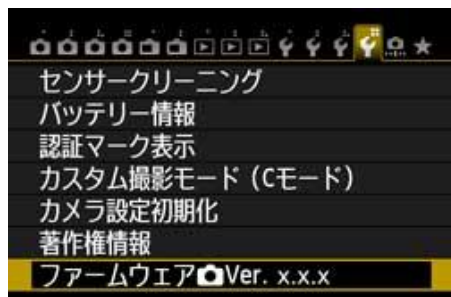 センサークリーニング
バッテリー情報
認証マーク表示
カスタム撮影モード（Cモード）
カメラ設定初期化
著作権情報
ファームウェアVer. x.x.x